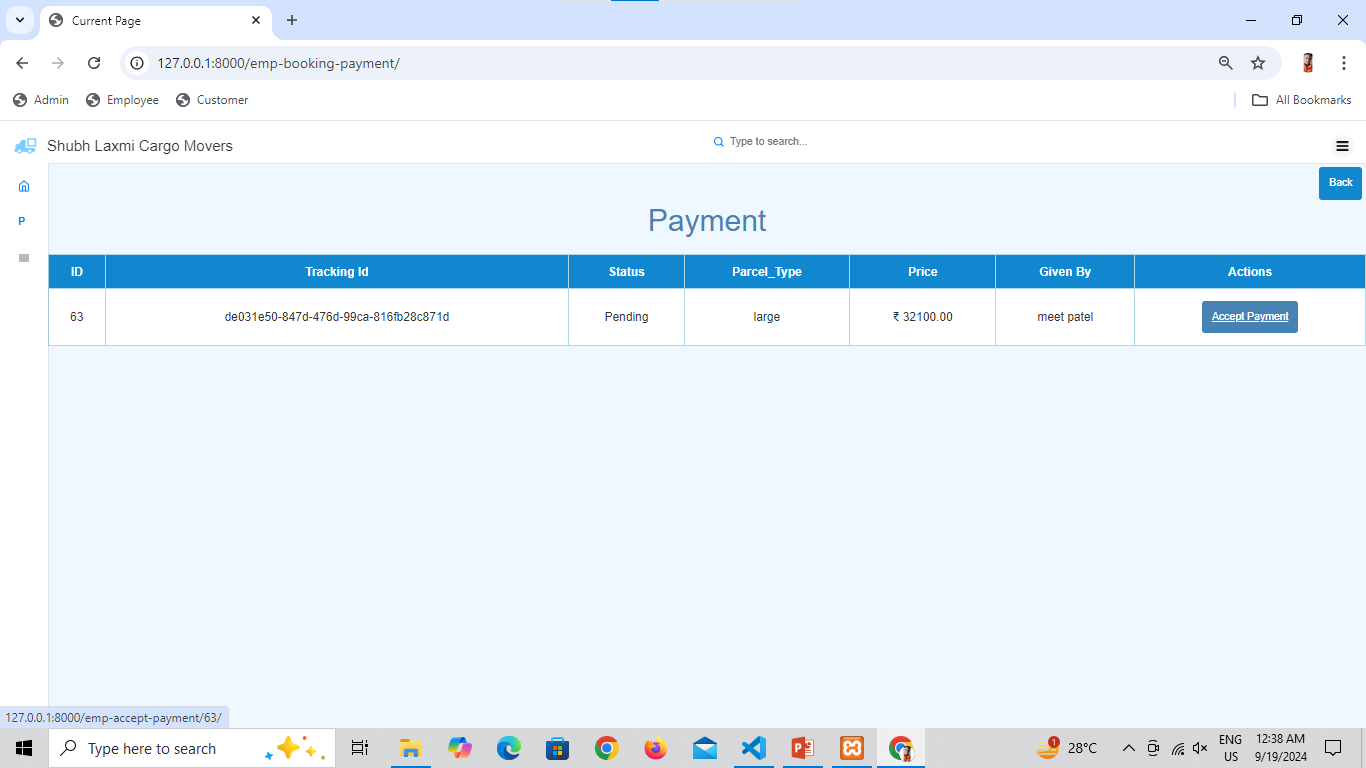 Current Page
127.0.0.1:8000/emp-booking-payment/
Admin Employee Customer All Bookmarks
Shubh Laxmi Cargo Movers Type to search...
Back
P
Payment
ID Tracking Id Status Parcel_Type Price Given By Actions
63 de031e50-847d-476d-99ca-816fb28c871d Pending large ₹ 32100.00 meet patel Accept Payment
127.0.0.1:8000/emp-accept-payment/63/
Type here to search 1 28°C ENG 12:38 AM
US 9/19/2024